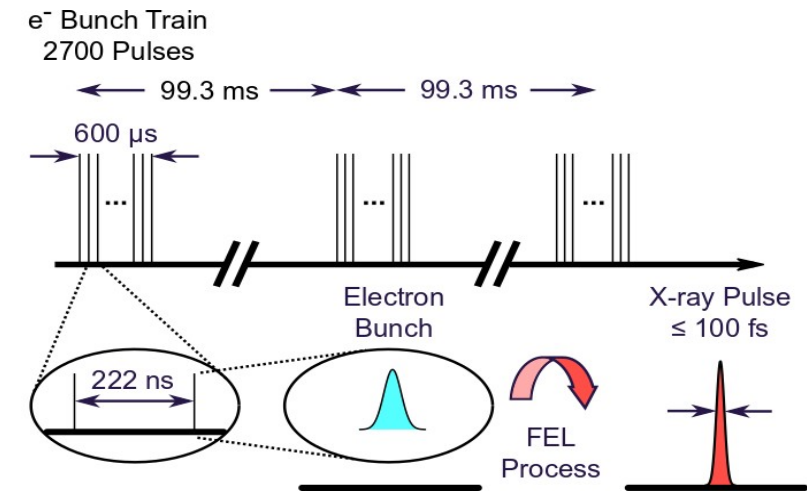 e⁻ Bunch Train
2700 Pulses
99.3 ms
99.3 ms
600 µs
...
...
...
Electron
Bunch
X-ray Pulse
≤ 100 fs
222 ns
FEL
Process